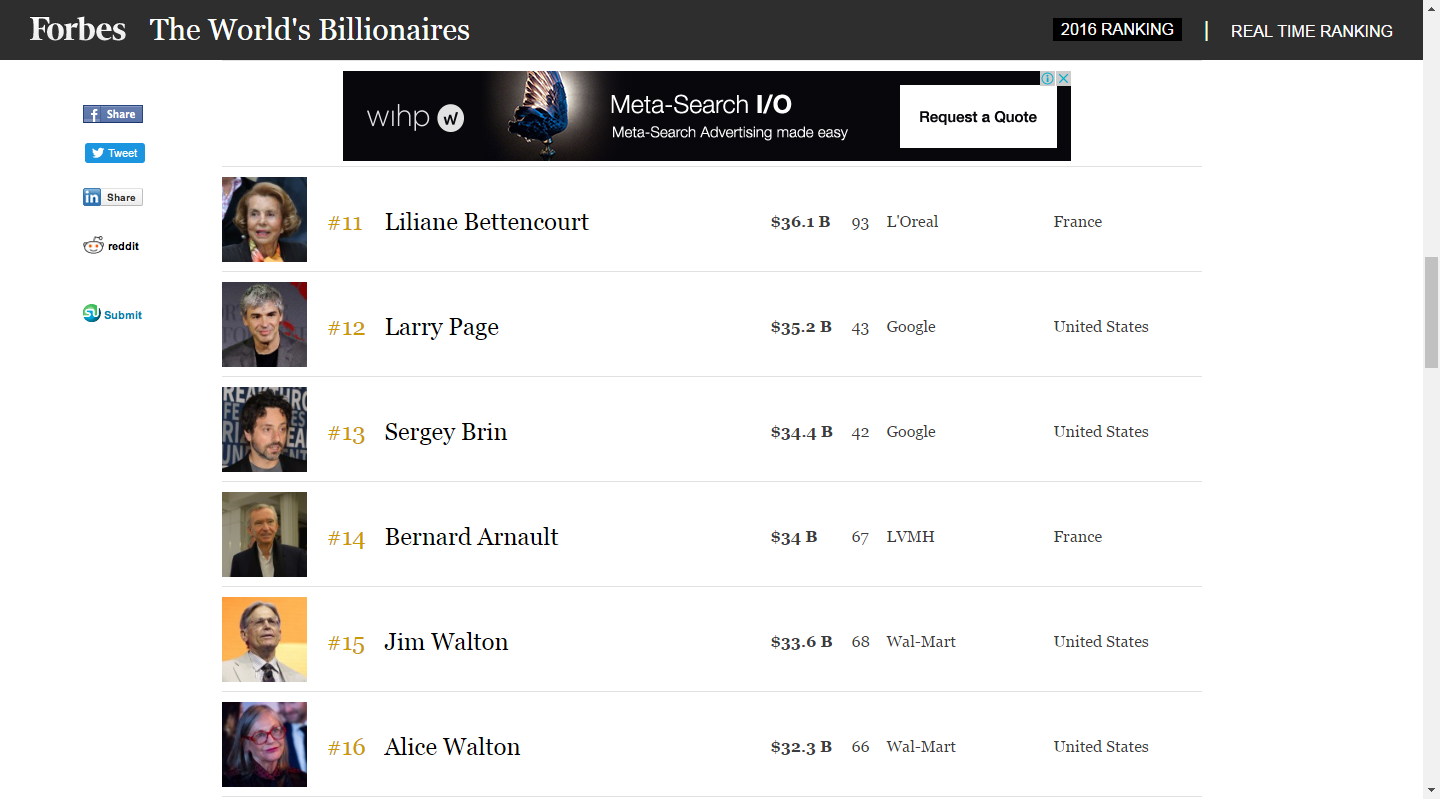 Forbes The World's Billionaires 2016 RANKING | REAL TIME RANKING
wihp w Meta-Search I/O
Meta-Search Advertising made easy
Request a Quote
f Share
Tweet
in Share
reddit
Submit
#11 Liliane Bettencourt $36.1 B 93 L'Oreal France
#12 Larry Page $35.2 B 43 Google United States
#13 Sergey Brin $34.4 B 42 Google United States
#14 Bernard Arnault $34 B 67 LVMH France
#15 Jim Walton $33.6 B 68 Wal-Mart United States
#16 Alice Walton $32.3 B 66 Wal-Mart United States